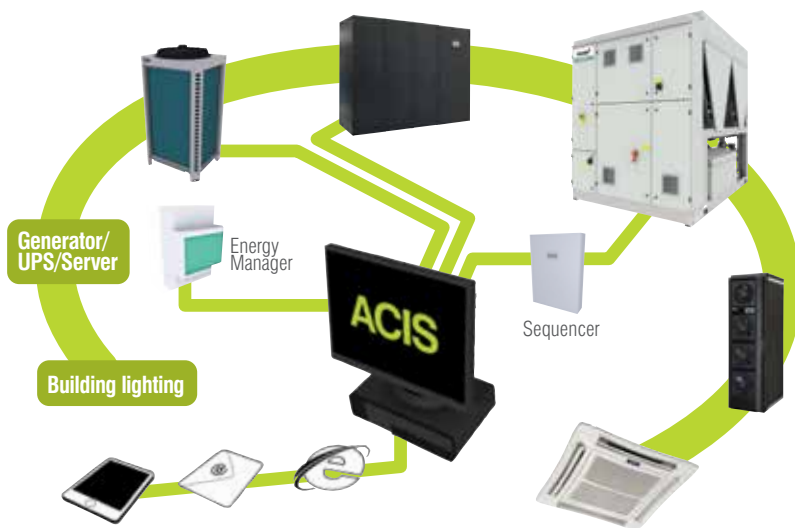 Generator/
UPS/Server
Energy
Manager
ACIS
Sequencer
Building lighting
@